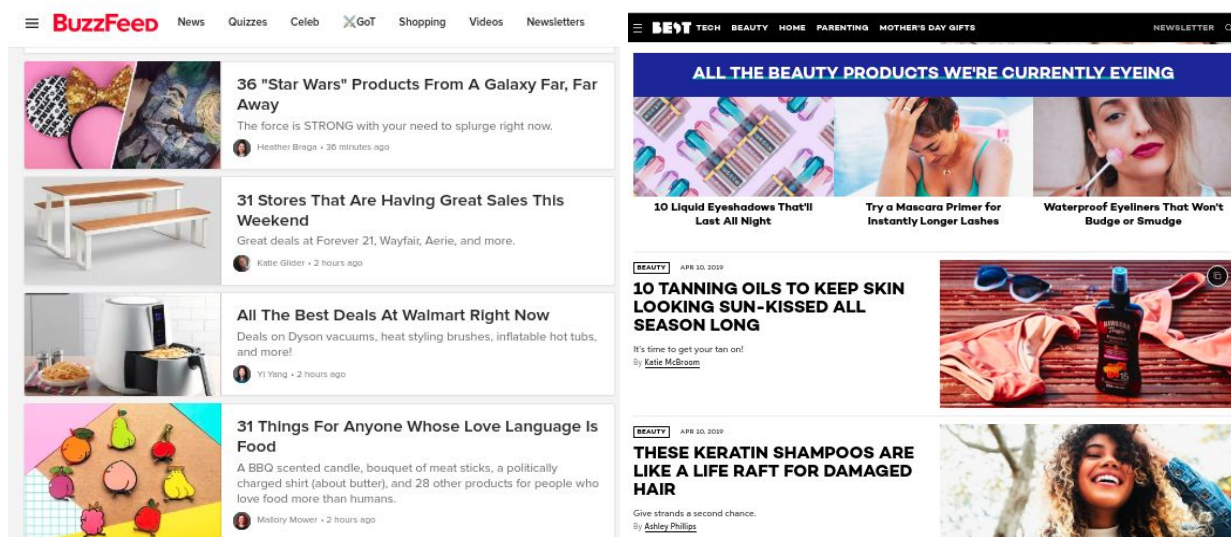 BuzzFeed News Quizzes Celeb GoT Shopping Videos Newsletters
36 "Star Wars" Products From A Galaxy Far, Far
Away
The force is STRONG with your need to splurge right now.
Heather Braga • 36 minutes ago
31 Stores That Are Having Great Sales This
Weekend
Great deals at Forever 21, Wayfair, Aerie, and more.
Katie Glider • 2 hours ago
All The Best Deals At Walmart Right Now
Deals on Dyson vacuums, heat styling brushes, inflatable hot tubs,
and more!
Yi Yang • 2 hours ago
31 Things For Anyone Whose Love Language Is
Food
A BBQ scented candle, bouquet of meat sticks, a politically
charged shirt (about butter), and 28 other products for people who
love food more than humans.
Mallory Mower • 2 hours ago
BEST TECH BEAUTY HOME PARENTING MOTHER'S DAY GIFTS NEWSLETTER
ALL THE BEAUTY PRODUCTS WE'RE CURRENTLY EYEING
10 Liquid Eyeshadows That'll
Last All Night
Try a Mascara Primer for
Instantly Longer Lashes
Waterproof Eyeliners That Won't
Budge or Smudge
BEAUTY APR 10, 2019
10 TANNING OILS TO KEEP SKIN
LOOKING SUN-KISSED ALL
SEASON LONG
It's time to get your tan on!
By Katie McBroom
HAWAIIAN
Tropic
15
BEAUTY APR 10, 2019
THESE KERATIN SHAMPOOS ARE
LIKE A LIFE RAFT FOR DAMAGED
HAIR
Give strands a second chance.
By Ashley Phillips